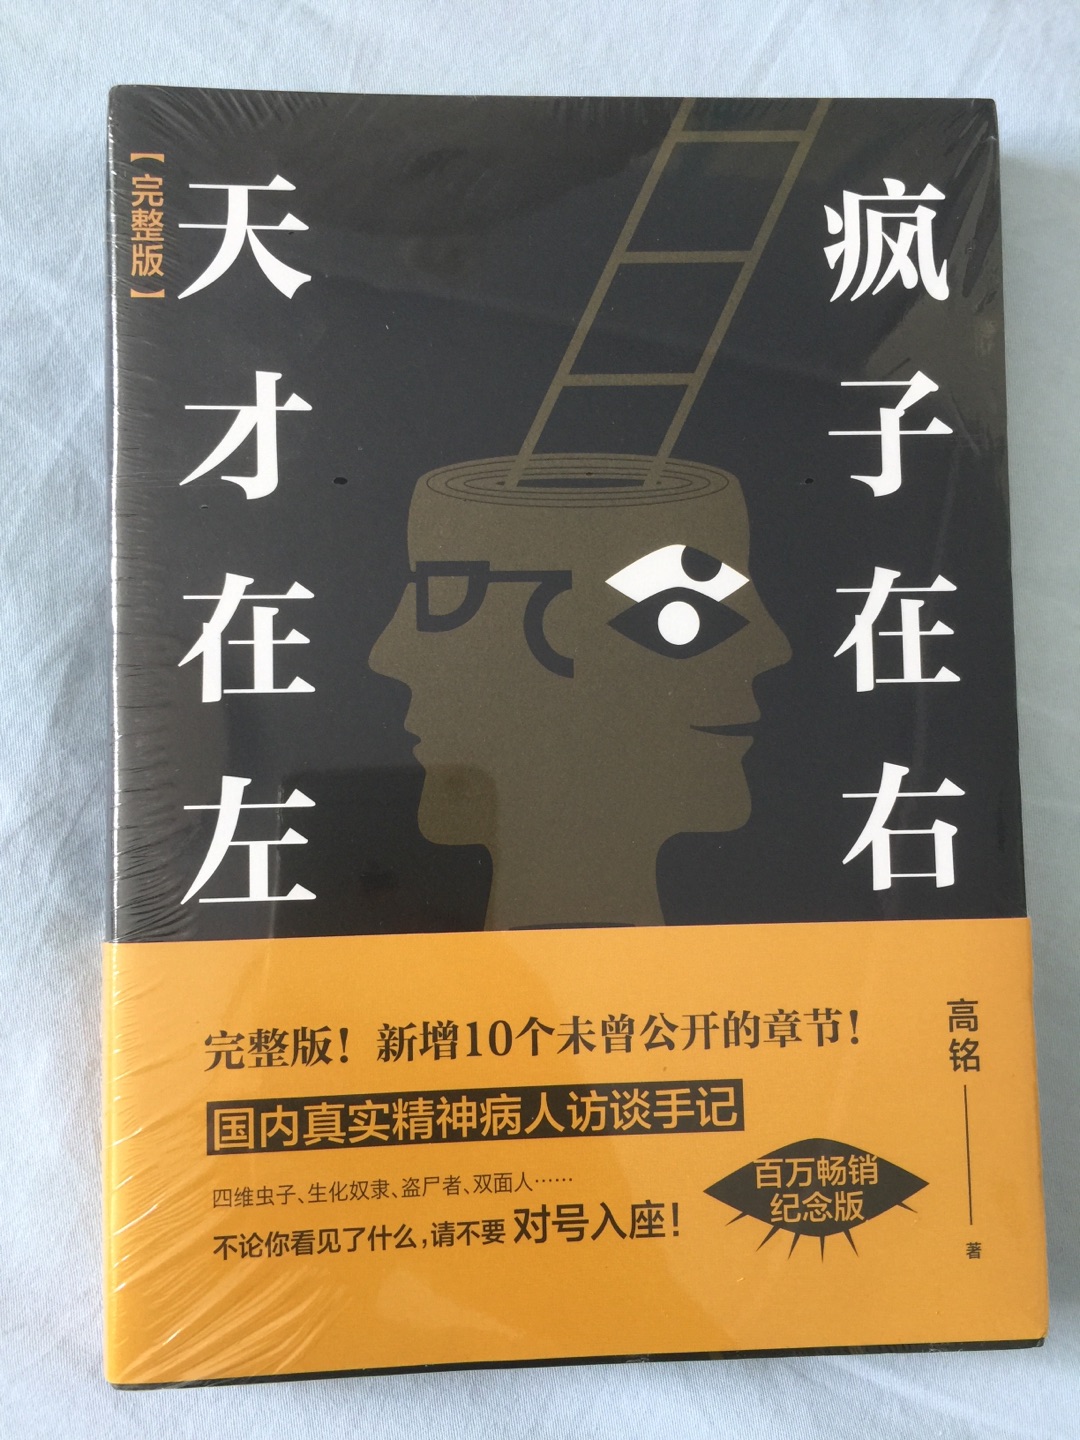 【完整版】
天才在左
疯子在右
完整版！新增10个未曾公开的章节！
国内真实精神病人访谈手记
四维虫子、生化奴隶、盗尸者、双面人……
不论你看见了什么，请不要 对号入座！
百万畅销
纪念版
高铭
著